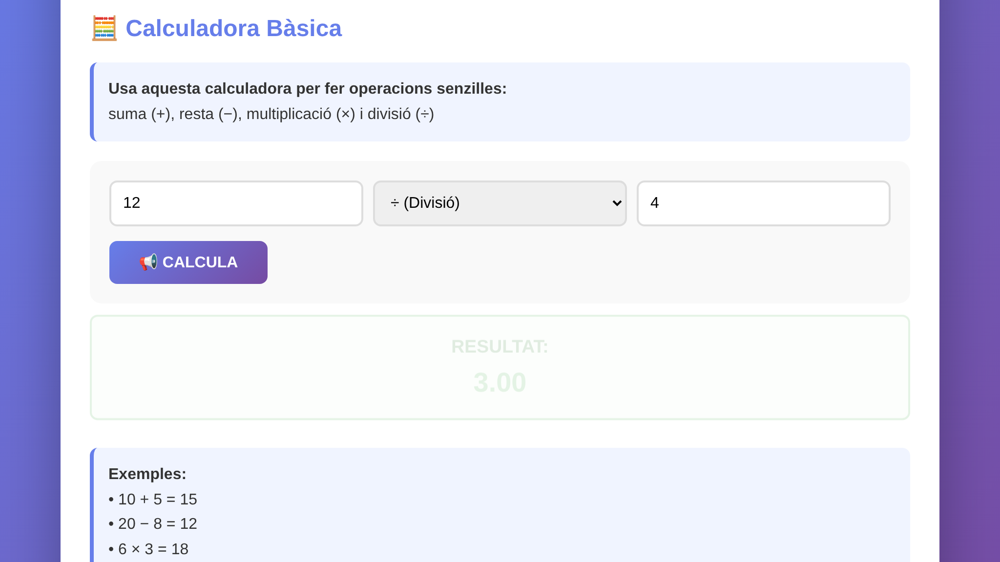 🧮 Calculadora Bàsica
Usa aquesta calculadora per fer operacions senzilles:
suma (+), resta (−), multiplicació (×) i divisió (÷)
12
÷ (Divisió)
4
📢 CALCULA
RESULTAT:
3.00
Exemples:
• 10 + 5 = 15
• 20 − 8 = 12
• 6 × 3 = 18